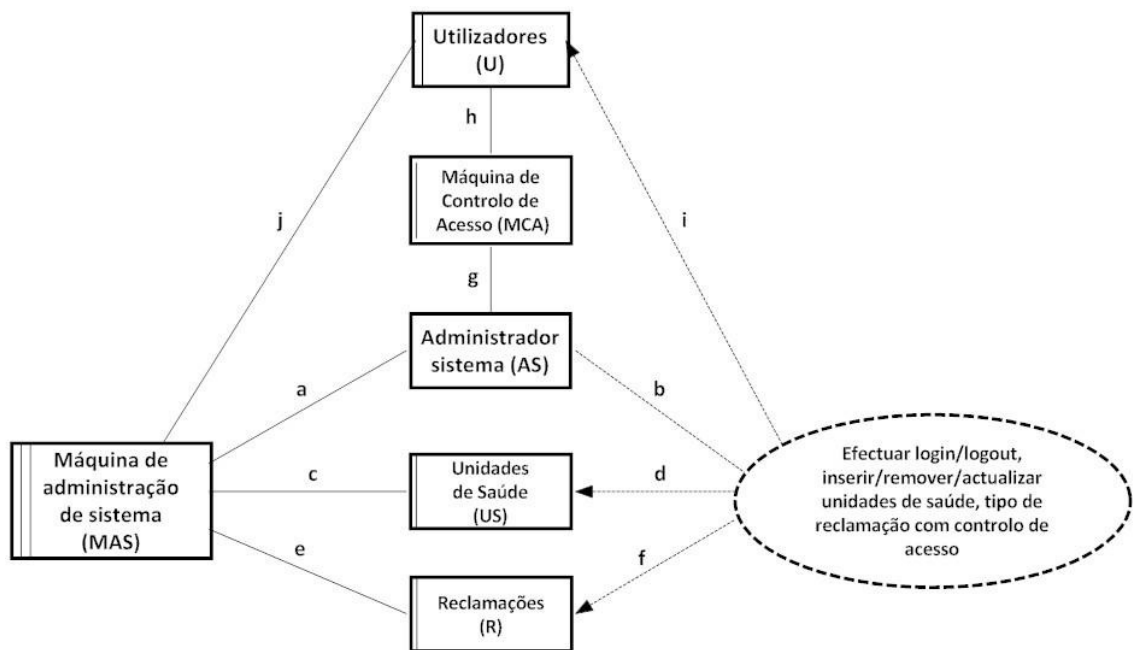 Utilizadores
(U)
h
Máquina de
Controlo de
Acesso (MCA)
j
i
g
Administrador
sistema (AS)
a
b
Máquina de
administração
de sistema
(MAS)
c
Unidades
de Saúde
(US)
d
Efectuar login/logout,
inserir/remover/actualizar
unidades de saúde, tipo de
reclamação com controlo de
acesso
e
f
Reclamações
(R)